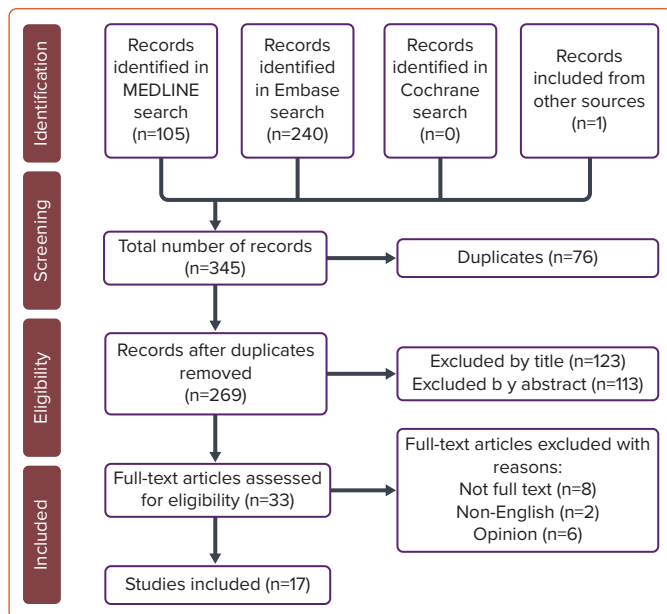 Identification
Records
identified in
MEDLINE
search
(n=105)
Records
identified
in Embase
search
(n=240)
Records
identified in
Cochrane
search
(n=0)
Records
included from
other sources
(n=1)
Screening
Total number of records
(n=345)
Duplicates (n=76)
Eligibility
Records after duplicates
removed
(n=269)
Excluded by title (n=123)
Excluded b y abstract (n=113)
Included
Full-text articles assessed
for eligibility (n=33)
Full-text articles excluded with
reasons:
Not full text (n=8)
Non-English (n=2)
Opinion (n=6)
Studies included (n=17)